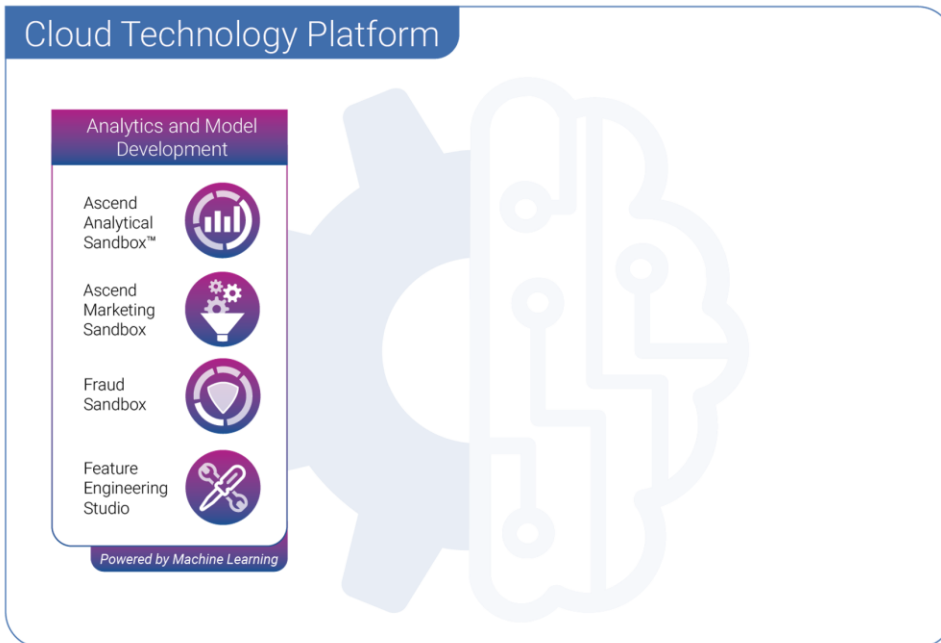 Cloud Technology Platform
Analytics and Model
Development
Ascend
Analytical
Sandbox™
Ascend
Marketing
Sandbox
Fraud
Sandbox
Feature
Engineering
Studio
Powered by Machine Learning